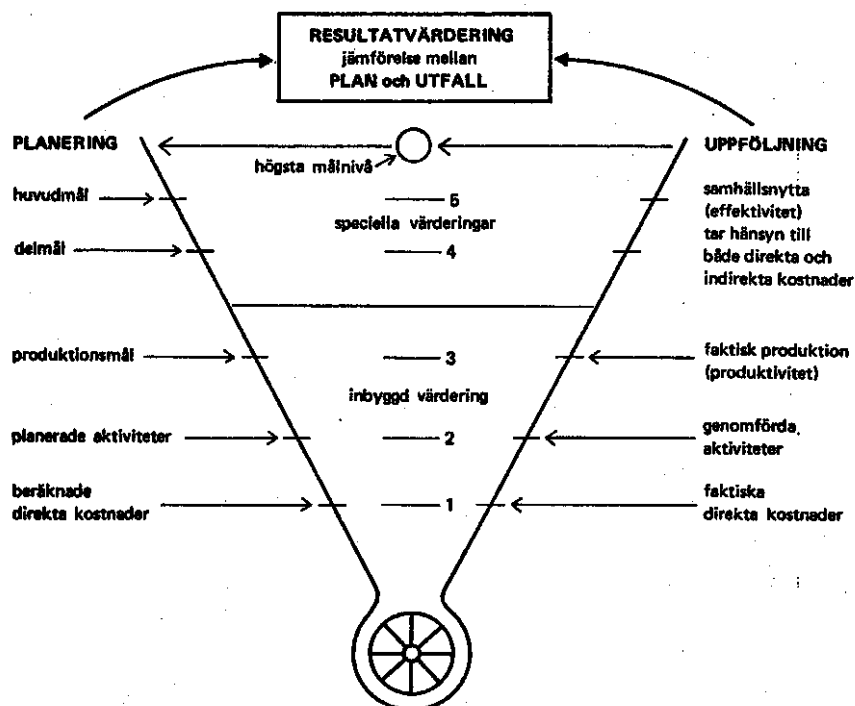 RESULTATVÄRDERING
jämförelse mellan
PLAN och UTFALL
PLANERING
UPPFÖLJNING
högsta målnivå
huvudmål
5
samhällsnytta
(effektivitet)
tar hänsyn till
både direkta och
indirekta kostnader
speciella värderingar
delmål
4
produktionsmål
3
faktisk produktion
(produktivitet)
inbyggd värdering
planerade aktiviteter
2
genomförda
aktiviteter
beräknade
direkta kostnader
1
faktiska
direkta kostnader